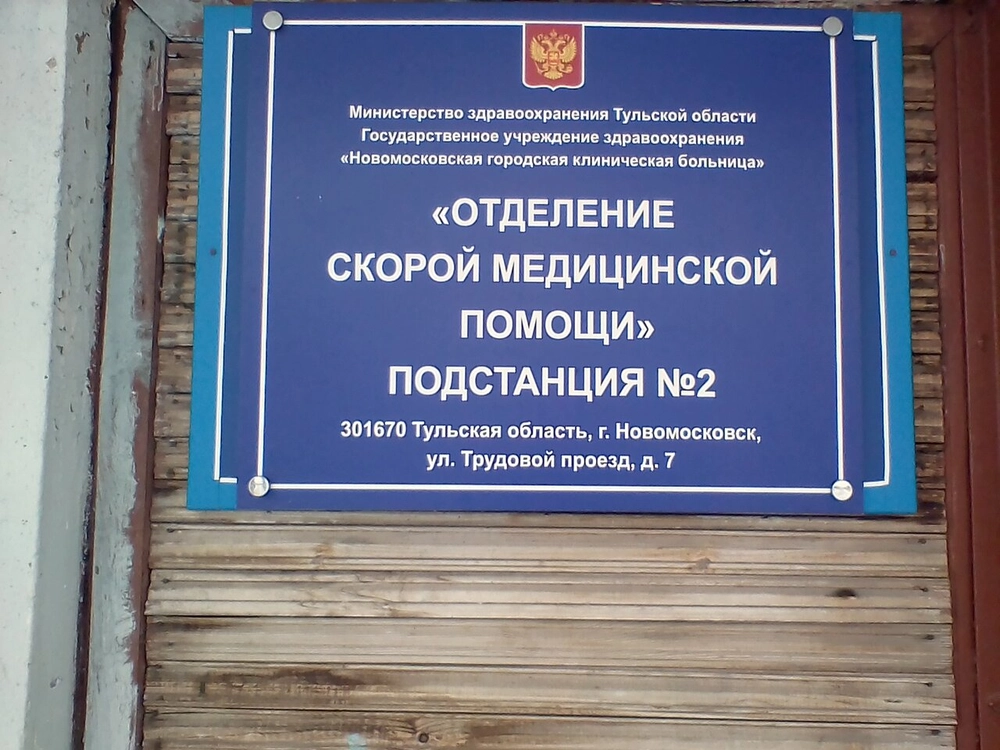 Министерство здравоохранения Тульской области
Государственное учреждение здравоохранения
«Новомосковская городская клиническая больница»
«ОТДЕЛЕНИЕ
СКОРОЙ МЕДИЦИНСКОЙ
ПОМОЩИ»
ПОДСТАНЦИЯ №2
301670 Тульская область, г. Новомосковск,
ул. Трудовой проезд, д. 7